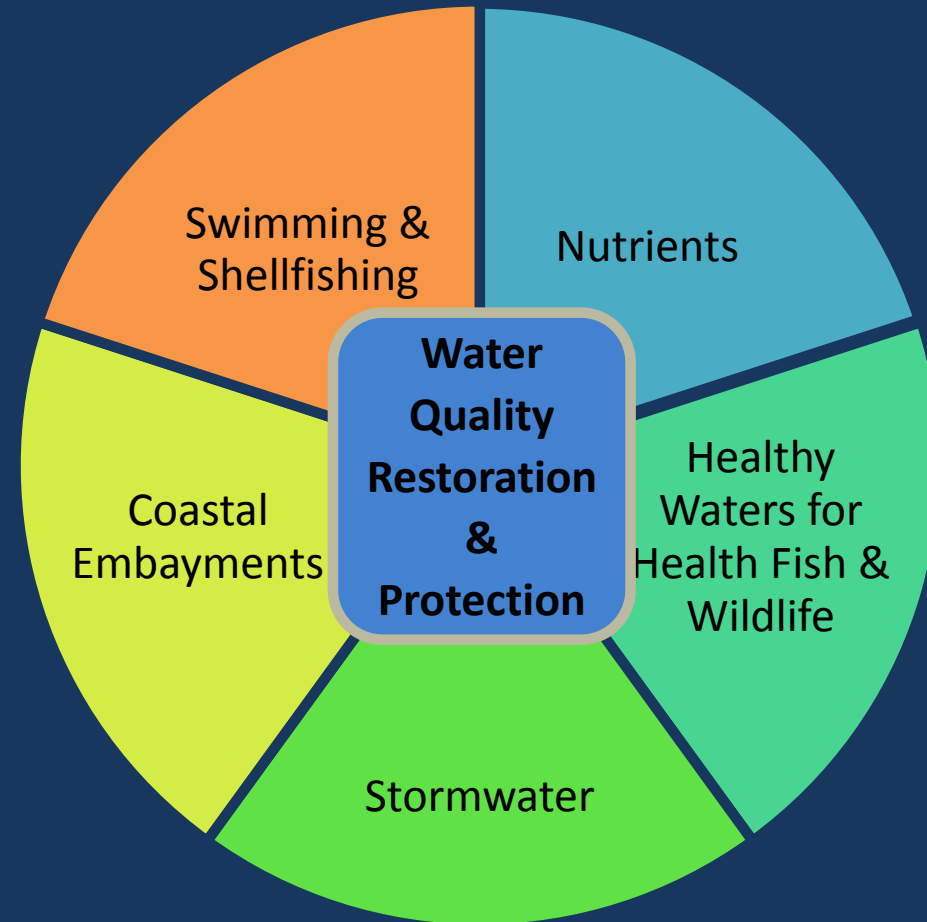 Swimming &
Shellfishing
Nutrients
Water
Quality
Restoration
&
Protection
Healthy
Waters for
Health Fish &
Wildlife
Coastal
Embayments
Stormwater